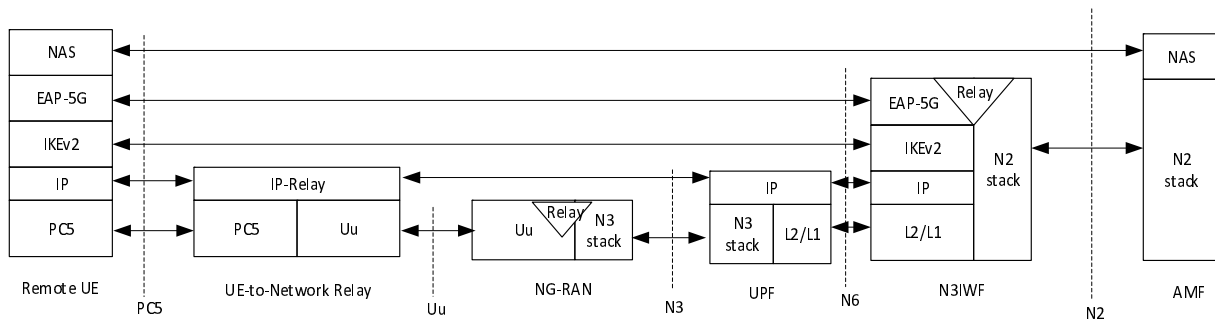 NAS
EAP-5G
IKEv2
IP
PC5
Remote UE
PC5
IP-Relay
PC5
Uu
UE-to-Network Relay
Uu
Relay
Uu
N3
stack
NG-RAN
N3
IP
N3
stack
L2/L1
UPF
N6
Relay
EAP-5G
IKEv2
IP
L2/L1
N2
stack
N3IWF
N2
NAS
N2
stack
AMF